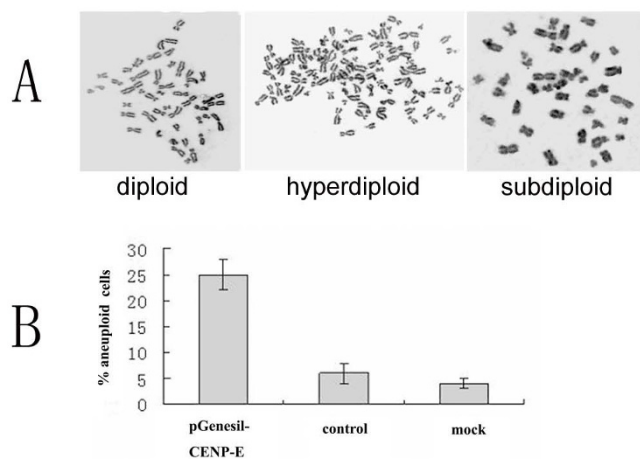 A
diploid
hyperdiploid
subdiploid
B
% aneuploid cells
30
25
20
15
10
5
0
pGenesil-
CENP-E
control
mock